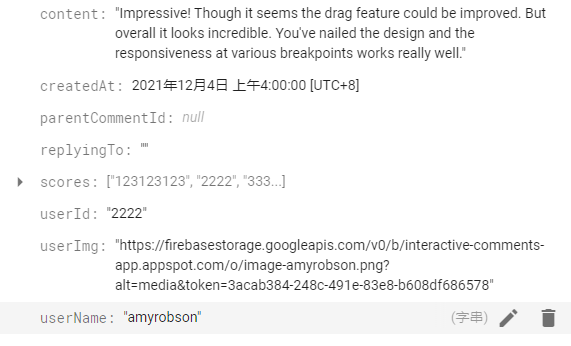 content: "Impressive! Though it seems the drag feature could be improved. But
overall it looks incredible. You've nailed the design and the
responsiveness at various breakpoints works really well."
createdAt: 2021年12月4日 上午4:00:00 [UTC+8]
parentCommentId: null
replyingTo: ""
scores: ["123123123", "2222", "333...]
userId: "2222"
userImg: "https://firebasestorage.googleapis.com/v0/b/interactive-comments-
app.appspot.com/o/image-amyrobson.png?
alt=media&token=3acab384-248c-491e-83e8-b608df686578"
userName: "amyrobson" (字串)